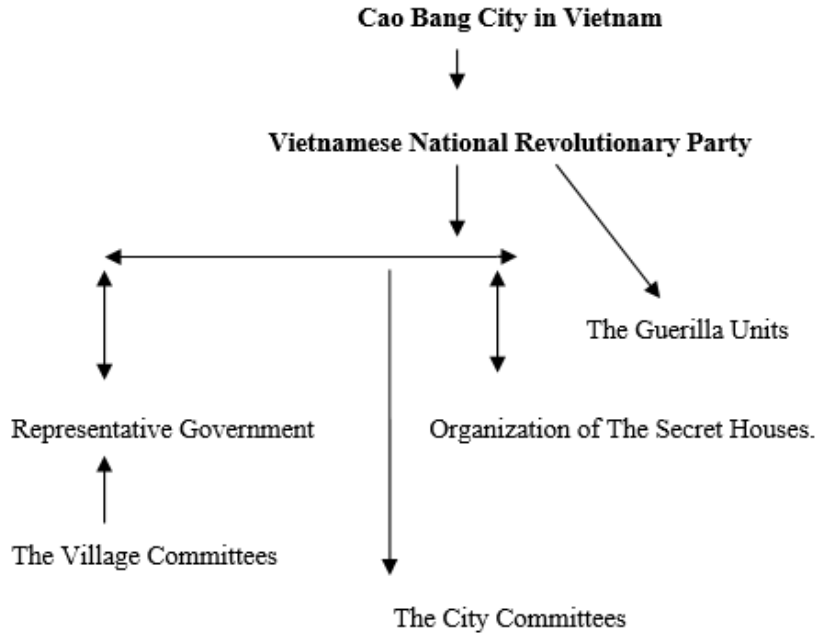 Cao Bang City in Vietnam
Vietnamese National Revolutionary Party
The Guerilla Units
Representative Government
Organization of The Secret Houses.
The Village Committees
The City Committees